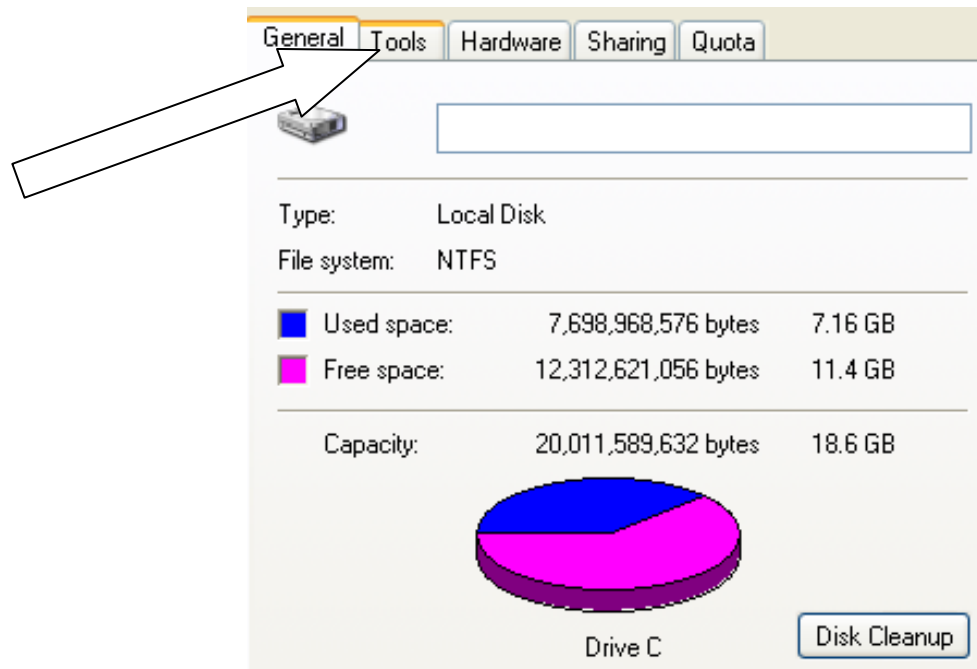 General Tools Hardware Sharing Quota
Type: Local Disk
File system: NTFS
Used space: 7,698,968,576 bytes 7.16 GB
Free space: 12,312,621,056 bytes 11.4 GB
Capacity: 20,011,589,632 bytes 18.6 GB
Drive C
Disk Cleanup